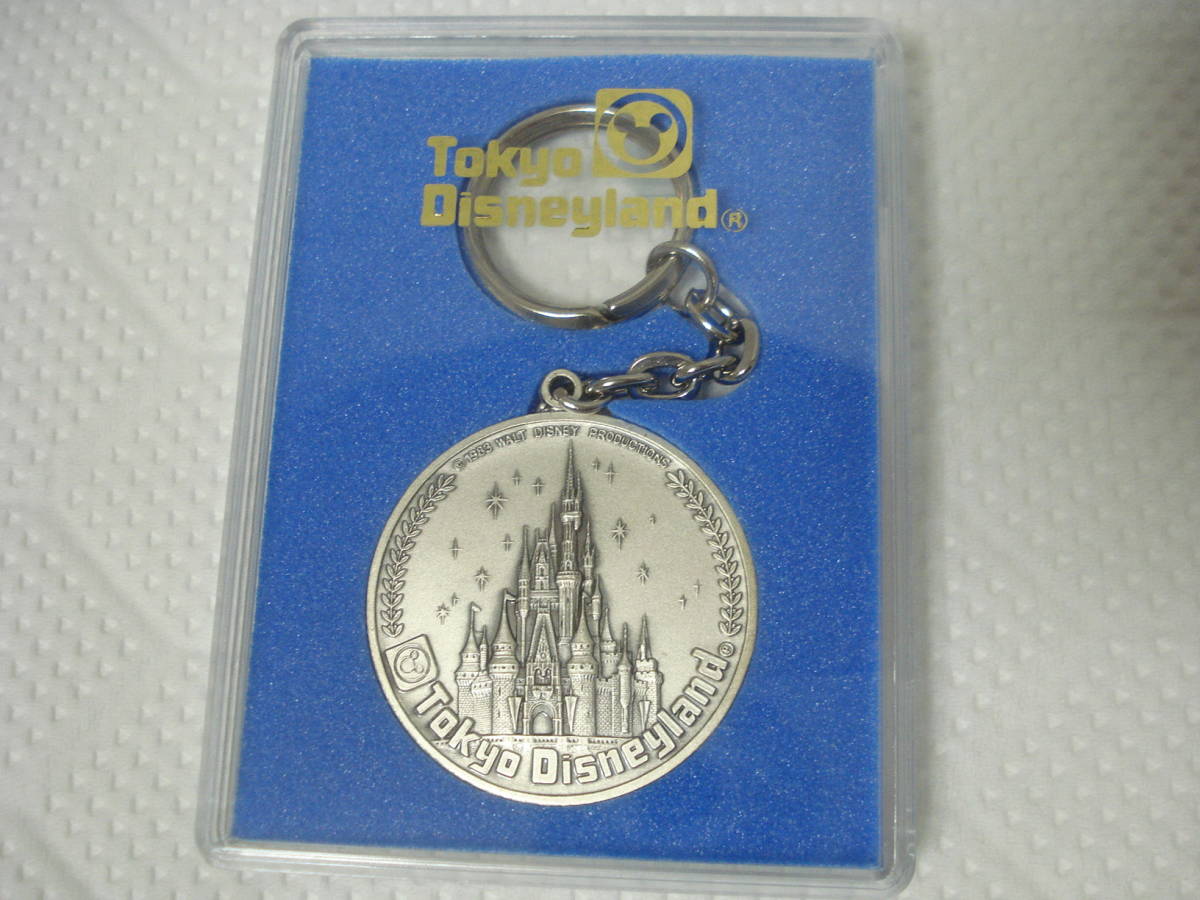 Tokyo
Disneyland®
© 1983 WALT DISNEY PRODUCTIONS
Tokyo Disneyland®